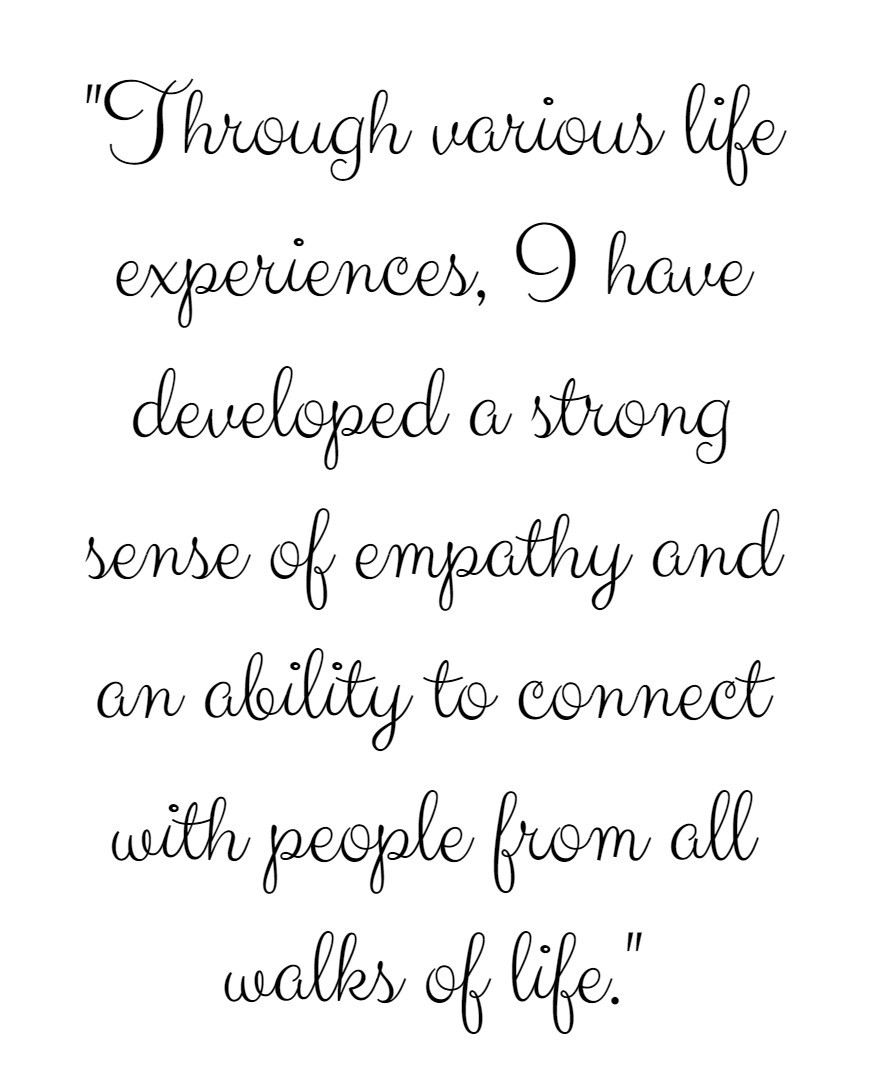 "Through various life
experiences, I have
developed a strong
sense of empathy and
an ability to connect
with people from all
walks of life."